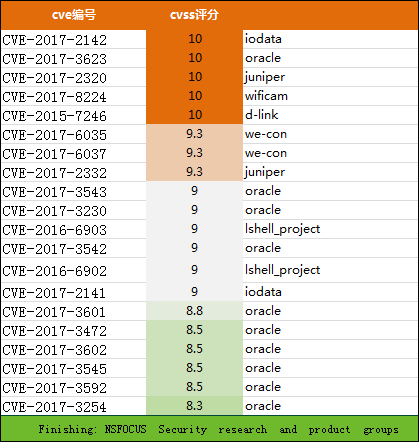 cve编号 cvss评分
CVE-2017-2142 10 iodata
CVE-2017-3623 10 oracle
CVE-2017-2320 10 juniper
CVE-2017-8224 10 wificam
CVE-2015-7246 10 d-link
CVE-2017-6035 9.3 we-con
CVE-2017-6037 9.3 we-con
CVE-2017-2332 9.3 juniper
CVE-2017-3543 9 oracle
CVE-2017-3230 9 oracle
CVE-2016-6903 9 lshell_project
CVE-2017-3542 9 oracle
CVE-2016-6902 9 lshell_project
CVE-2017-2141 9 iodata
CVE-2017-3601 8.8 oracle
CVE-2017-3472 8.5 oracle
CVE-2017-3602 8.5 oracle
CVE-2017-3545 8.5 oracle
CVE-2017-3592 8.5 oracle
CVE-2017-3254 8.3 oracle
Finishing: NSFOCUS Security research and product groups